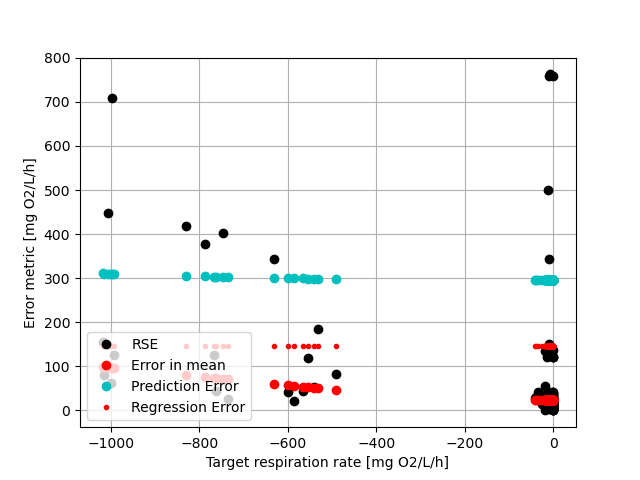 800
700
600
500
400
300
200
100
0
Error metric [mg O2/L/h]
RSE
Error in mean
Prediction Error
Regression Error
−1000 −800 −600 −400 −200 0
Target respiration rate [mg O2/L/h]